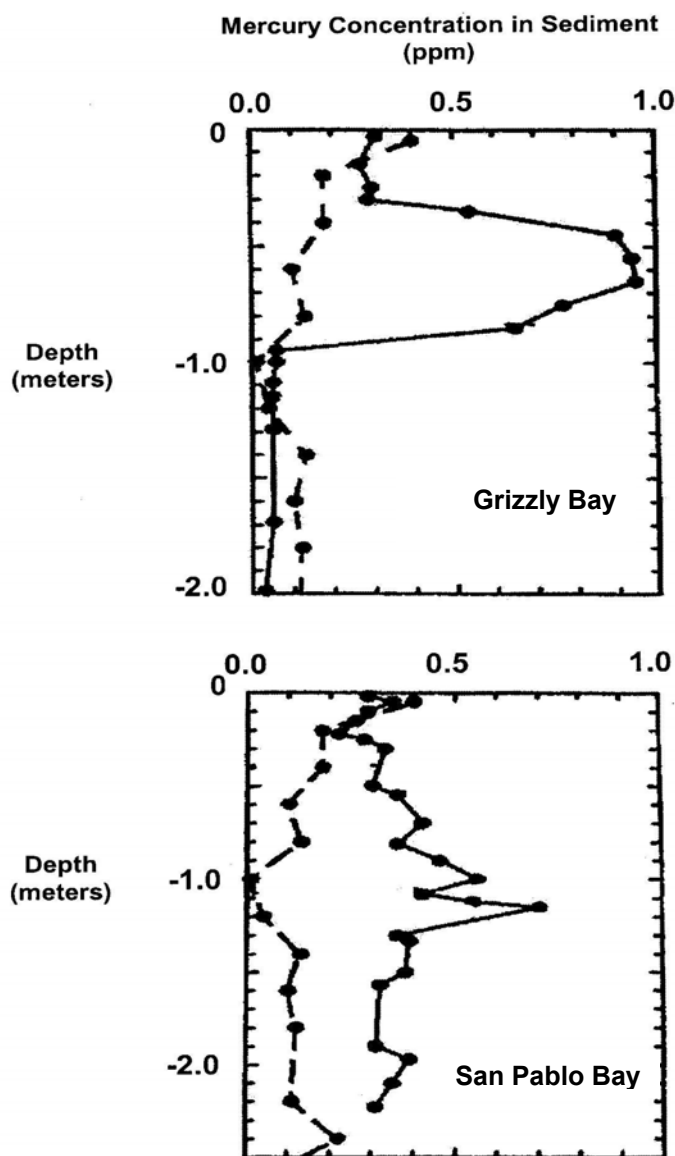 Mercury Concentration in Sediment
(ppm)
0.0 0.5 1.0
0
Depth
(meters)
-1.0
Grizzly Bay
-2.0
0.0 0.5 1.0
0
Depth
(meters)
-1.0
-2.0
San Pablo Bay